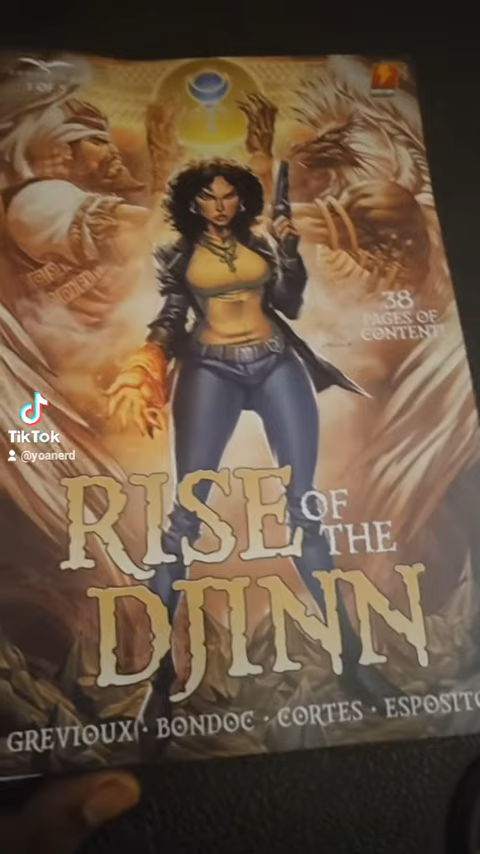 38
PAGES OF
CONTENT!
TikTok
@yoanerd
RISE
OF
THE
DJINN
GREVIOUX · BONDOC · CORTES · ESPOSITO